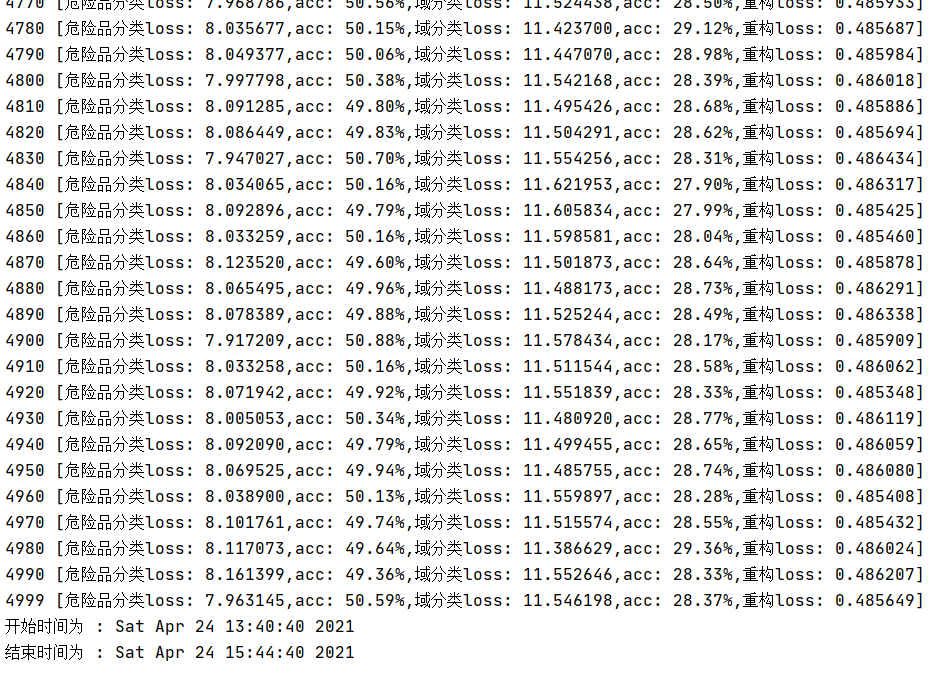 4770 [危险品分类loss: 7.968786,acc: 50.56%,域分类loss: 11.524438,acc: 28.50%,重构loss: 0.485933]
4780 [危险品分类loss: 8.035677,acc: 50.15%,域分类loss: 11.423700,acc: 29.12%,重构loss: 0.485687]
4790 [危险品分类loss: 8.049377,acc: 50.06%,域分类loss: 11.447070,acc: 28.98%,重构loss: 0.485984]
4800 [危险品分类loss: 7.997798,acc: 50.38%,域分类loss: 11.542168,acc: 28.39%,重构loss: 0.486018]
4810 [危险品分类loss: 8.091285,acc: 49.80%,域分类loss: 11.495426,acc: 28.68%,重构loss: 0.485886]
4820 [危险品分类loss: 8.086449,acc: 49.83%,域分类loss: 11.504291,acc: 28.62%,重构loss: 0.485694]
4830 [危险品分类loss: 7.947027,acc: 50.70%,域分类loss: 11.554256,acc: 28.31%,重构loss: 0.486434]
4840 [危险品分类loss: 8.034065,acc: 50.16%,域分类loss: 11.621953,acc: 27.90%,重构loss: 0.486317]
4850 [危险品分类loss: 8.092896,acc: 49.79%,域分类loss: 11.605834,acc: 27.99%,重构loss: 0.485425]
4860 [危险品分类loss: 8.033259,acc: 50.16%,域分类loss: 11.598581,acc: 28.04%,重构loss: 0.485460]
4870 [危险品分类loss: 8.123520,acc: 49.60%,域分类loss: 11.501873,acc: 28.64%,重构loss: 0.485878]
4880 [危险品分类loss: 8.065495,acc: 49.96%,域分类loss: 11.488173,acc: 28.73%,重构loss: 0.486291]
4890 [危险品分类loss: 8.078389,acc: 49.88%,域分类loss: 11.525244,acc: 28.49%,重构loss: 0.486338]
4900 [危险品分类loss: 7.917209,acc: 50.88%,域分类loss: 11.578434,acc: 28.17%,重构loss: 0.485909]
4910 [危险品分类loss: 8.033258,acc: 50.16%,域分类loss: 11.511544,acc: 28.58%,重构loss: 0.486062]
4920 [危险品分类loss: 8.071942,acc: 49.92%,域分类loss: 11.551839,acc: 28.33%,重构loss: 0.485348]
4930 [危险品分类loss: 8.005053,acc: 50.34%,域分类loss: 11.480920,acc: 28.77%,重构loss: 0.486119]
4940 [危险品分类loss: 8.092090,acc: 49.79%,域分类loss: 11.499455,acc: 28.65%,重构loss: 0.486059]
4950 [危险品分类loss: 8.069525,acc: 49.94%,域分类loss: 11.485755,acc: 28.74%,重构loss: 0.486080]
4960 [危险品分类loss: 8.038900,acc: 50.13%,域分类loss: 11.559897,acc: 28.28%,重构loss: 0.485408]
4970 [危险品分类loss: 8.101761,acc: 49.74%,域分类loss: 11.515574,acc: 28.55%,重构loss: 0.485432]
4980 [危险品分类loss: 8.117073,acc: 49.64%,域分类loss: 11.386629,acc: 29.36%,重构loss: 0.486024]
4990 [危险品分类loss: 8.161399,acc: 49.36%,域分类loss: 11.552646,acc: 28.33%,重构loss: 0.486207]
4999 [危险品分类loss: 7.963145,acc: 50.59%,域分类loss: 11.546198,acc: 28.37%,重构loss: 0.485649]
开始时间为 : Sat Apr 24 13:40:40 2021
结束时间为 : Sat Apr 24 15:44:40 2021